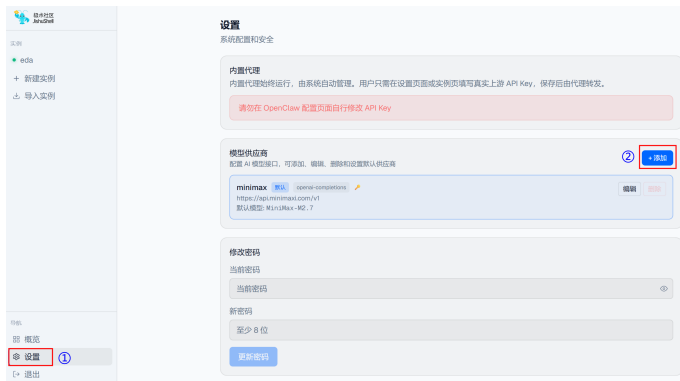 技术社区
JishuShell
实例
eda
+ 新建实例
导入实例
导航
概览
设置 ①
退出
设置
系统配置和安全
内置代理
内置代理始终运行，由系统自动管理。用户只需在设置页面或实例页填写真实上游 API Key，保存后由代理转发。
请勿在 OpenClaw 配置页面自行修改 API Key
模型供应商
配置 AI 模型接口，可添加、编辑、删除和设置默认供应商
② +添加
minimax 默认 openai-completions
编辑 删除
https://api.minimaxi.com/v1
默认模型: MiniMax-M2.7
修改密码
当前密码
当前密码
新密码
至少 8 位
更新密码